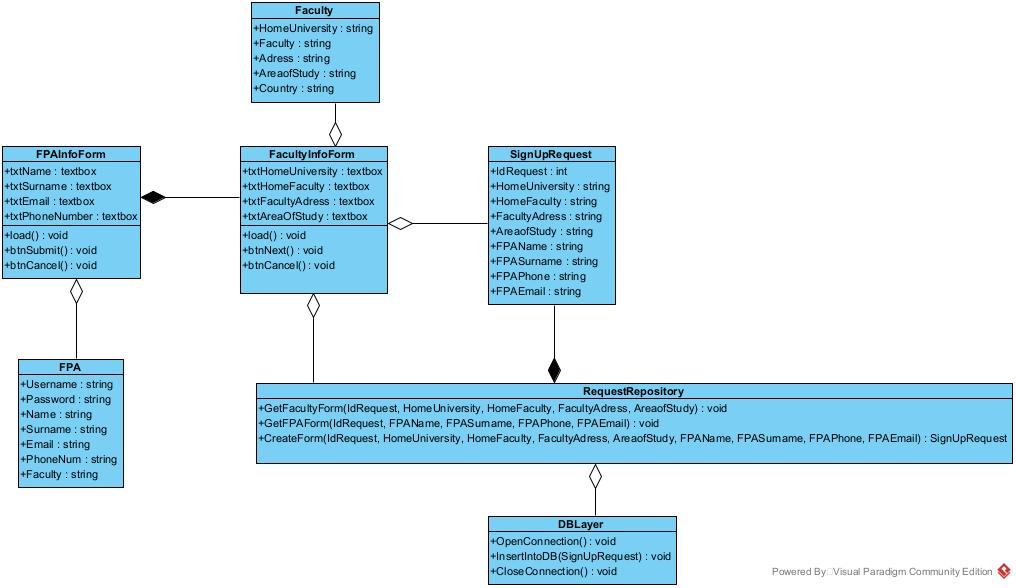 Faculty
+HomeUniversity : string
+Faculty : string
+Adress : string
+AreaofStudy : string
+Country : string
FPAInfoForm
+txtName : textbox
+txtSurname : textbox
+txtEmail : textbox
+txtPhoneNumber : textbox
+load() : void
+btnSubmit() : void
+btnCancel() : void
FacultyInfoForm
+txtHomeUniversity : textbox
+txtHomeFaculty : textbox
+txtFacultyAdress : textbox
+txtAreaOfStudy : textbox
+load() : void
+btnNext() : void
+btnCancel() : void
SignUpRequest
+IdRequest : int
+HomeUniversity : string
+HomeFaculty : string
+FacultyAdress : string
+AreaofStudy : string
+FPAName : string
+FPASurname : string
+FPAPhone : string
+FPAEmail : string
FPA
+Username : string
+Password : string
+Name : string
+Surname : string
+Email : string
+PhoneNum : string
+Faculty : string
RequestRepository
+GetFacultyForm(IdRequest, HomeUniversity, HomeFaculty, FacultyAdress, AreaofStudy) : void
+GetFPAForm(IdRequest, FPAName, FPASurname, FPAPhone, FPAEmail) : void
+CreateForm(IdRequest, HomeUniversity, HomeFaculty, FacultyAdress, AreaofStudy, FPAName, FPASurname, FPAPhone, FPAEmail) : SignUpRequest
DBLayer
+OpenConnection() : void
+InsertIntoDB(SignUpRequest) : void
+CloseConnection() : void
Powered By Visual Paradigm Community Edition